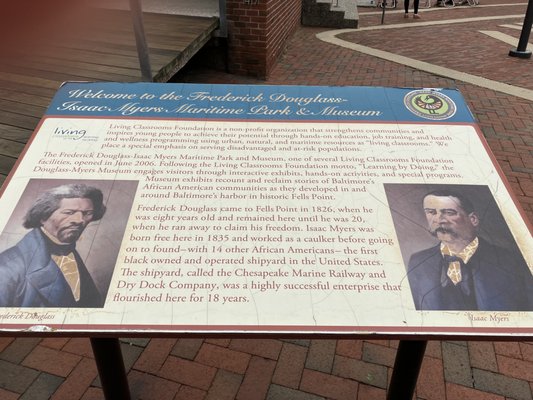 Welcome to the Frederick Douglass-
Isaac Myers Maritime Park & Museum
living
classrooms
Living Classrooms Foundation is a non-profit organization that strengthens communities and
inspires young people to achieve their potential through hands-on education, job training, and health
and wellness programming using urban, natural, and maritime resources as "living classrooms." We
place a special emphasis on serving disadvantaged and at-risk populations.
The Frederick Douglass-Isaac Myers Maritime Park and Museum, one of several Living Classrooms Foundation
facilities, opened in June 2006. Following the Living Classrooms Foundation motto, "Learning by Doing," the
Douglass-Myers Museum engages visitors through interactive exhibits, hands-on activities, and special programs.
Museum exhibits recount and reclaim stories of Baltimore's
African American communities as they developed in and
around Baltimore's harbor in historic Fells Point.
Frederick Douglass came to Fells Point in 1826, when he
was eight years old and remained here until he was 20,
when he ran away to claim his freedom. Isaac Myers was
born free here in 1835 and worked as a caulker before going
on to found–with 14 other African Americans– the first
black owned and operated shipyard in the United States.
The shipyard, called the Chesapeake Marine Railway and
Dry Dock Company, was a highly successful enterprise that
flourished here for 18 years.
rederick Douglass
Isaac Myers